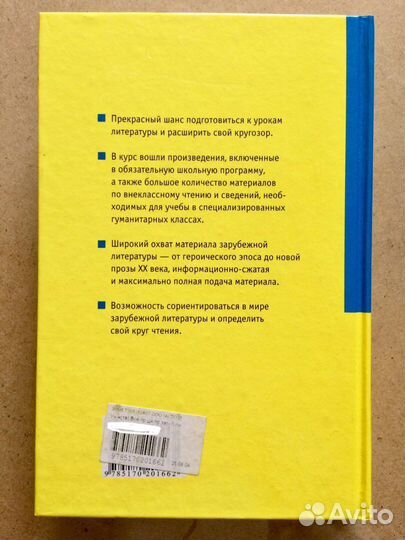 Прекрасный шанс подготовиться к урокам
литературы и расширить свой кругозор.
В курс вошли произведения, включенные
в обязательную школьную программу,
а также большое количество материалов
по внеклассному чтению и сведений, необ-
ходимых для учебы в специализированных
гуманитарных классах.
Широкий охват материала зарубежной
литературы — от героического эпоса до новой
прозы XX века, информационно-сжатая
и максимально полная подача материала.
Возможность сориентироваться в мире
зарубежной литературы и определить
свой круг чтения.
9785170201662
9785170201662
Avito